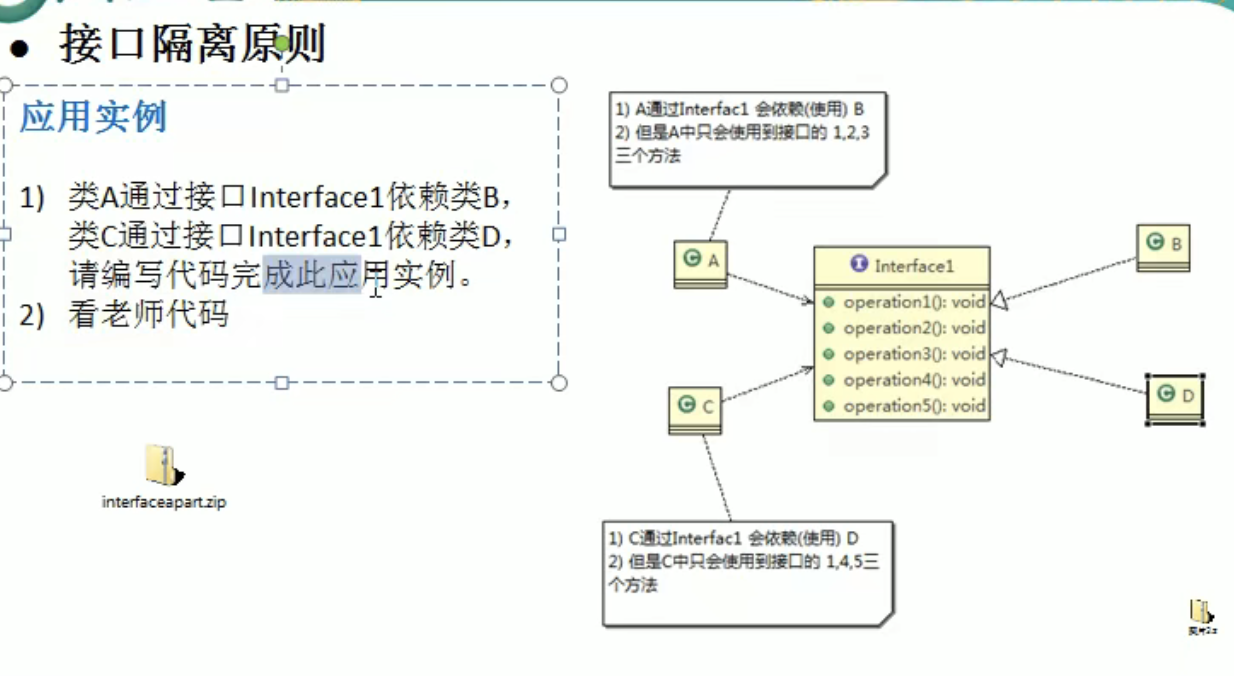 ● 接口隔离原则
应用实例
1) 类A通过接口Interface1依赖类B，
类C通过接口Interface1依赖类D，
请编写代码完成此应用实例。
2) 看老师代码
interfaceapart.zip
1) A通过Interfac1 会依赖(使用) B
2) 但是A中只会使用到接口的 1,2,3
三个方法
A
Interface1
operation1(): void
operation2(): void
operation3(): void
operation4(): void
operation5(): void
B
C
D
1) C通过Interfac1 会依赖(使用) D
2) 但是C中只会使用到接口的 1,4,5三
个方法